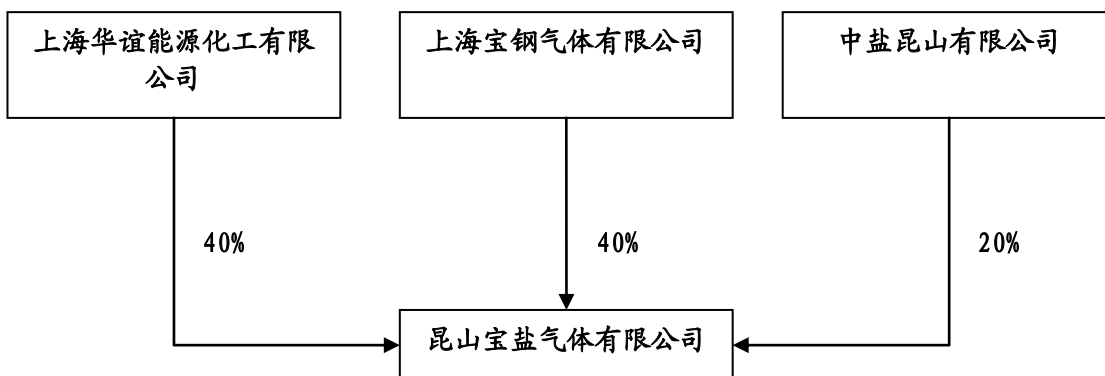 上海华谊能源化工有限
公司
上海宝钢气体有限公司
中盐昆山有限公司
40%
40%
20%
昆山宝盐气体有限公司